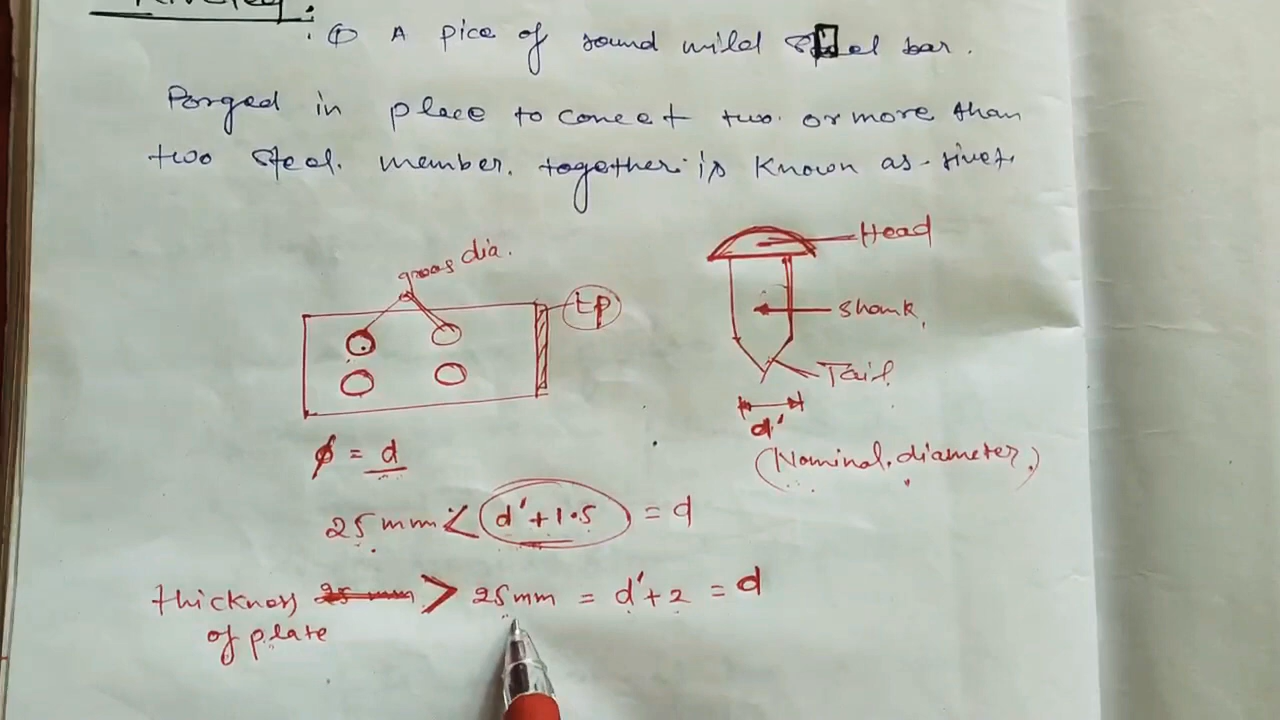 : ① A pice of round mild steel bar.
Forged in place to conect two or more than
two steel. member. together is known as - rivet.
gross dia.
tp
Head
Shank,
Tail
d'
(Nominal. diameter)
ϕ = d
25 mm < d'+1.5 = d
thickness > 25mm = d'+2 = d
of plate